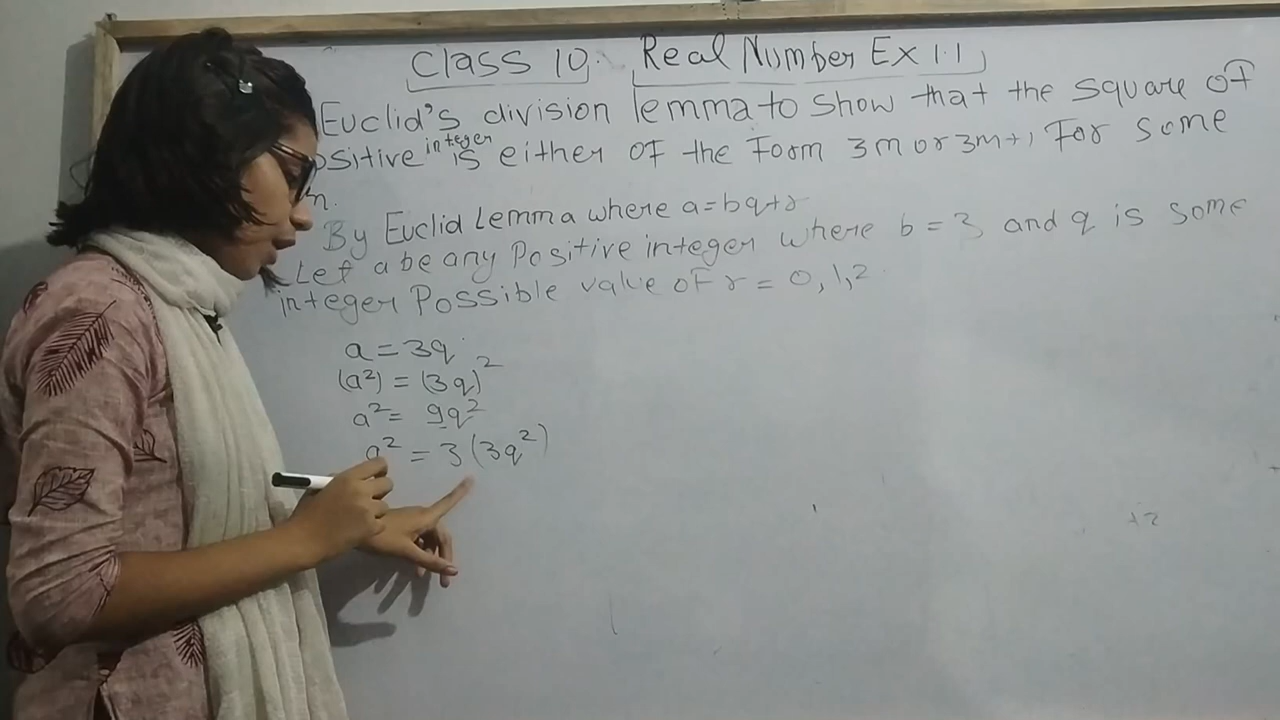 Class 10. Real Number Ex 1.1
Euclid's division lemma to show that the square of
ositive integer is either of the form 3m or 3m+1 for some
m.
By Euclid Lemma where a=bq+r
Let a be any Positive integer where b = 3 and q is some
integer Possible value of r = 0,1,2
a = 3q
(a²) = (3q)²
a² = 9q²
a² = 3(3q²)